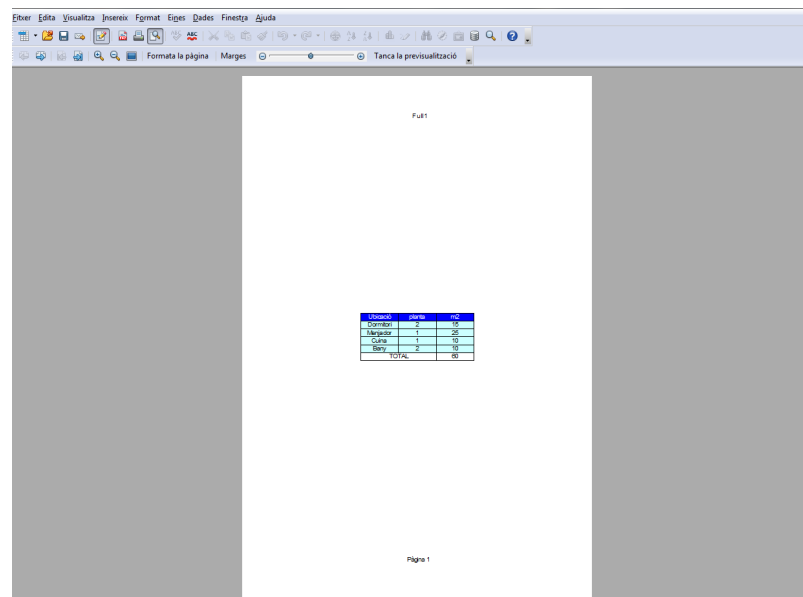 Fitxer Edita Visualitza Insereix Format Eines Dades Finestra Ajuda
ABC
Formata la pàgina Marges Tanca la previsualització
Full1
Ubicació planta m2
Dormitori 2 15
Menjador 1 25
Cuina 1 10
Bany 2 10
TOTAL 60
Pàgina 1